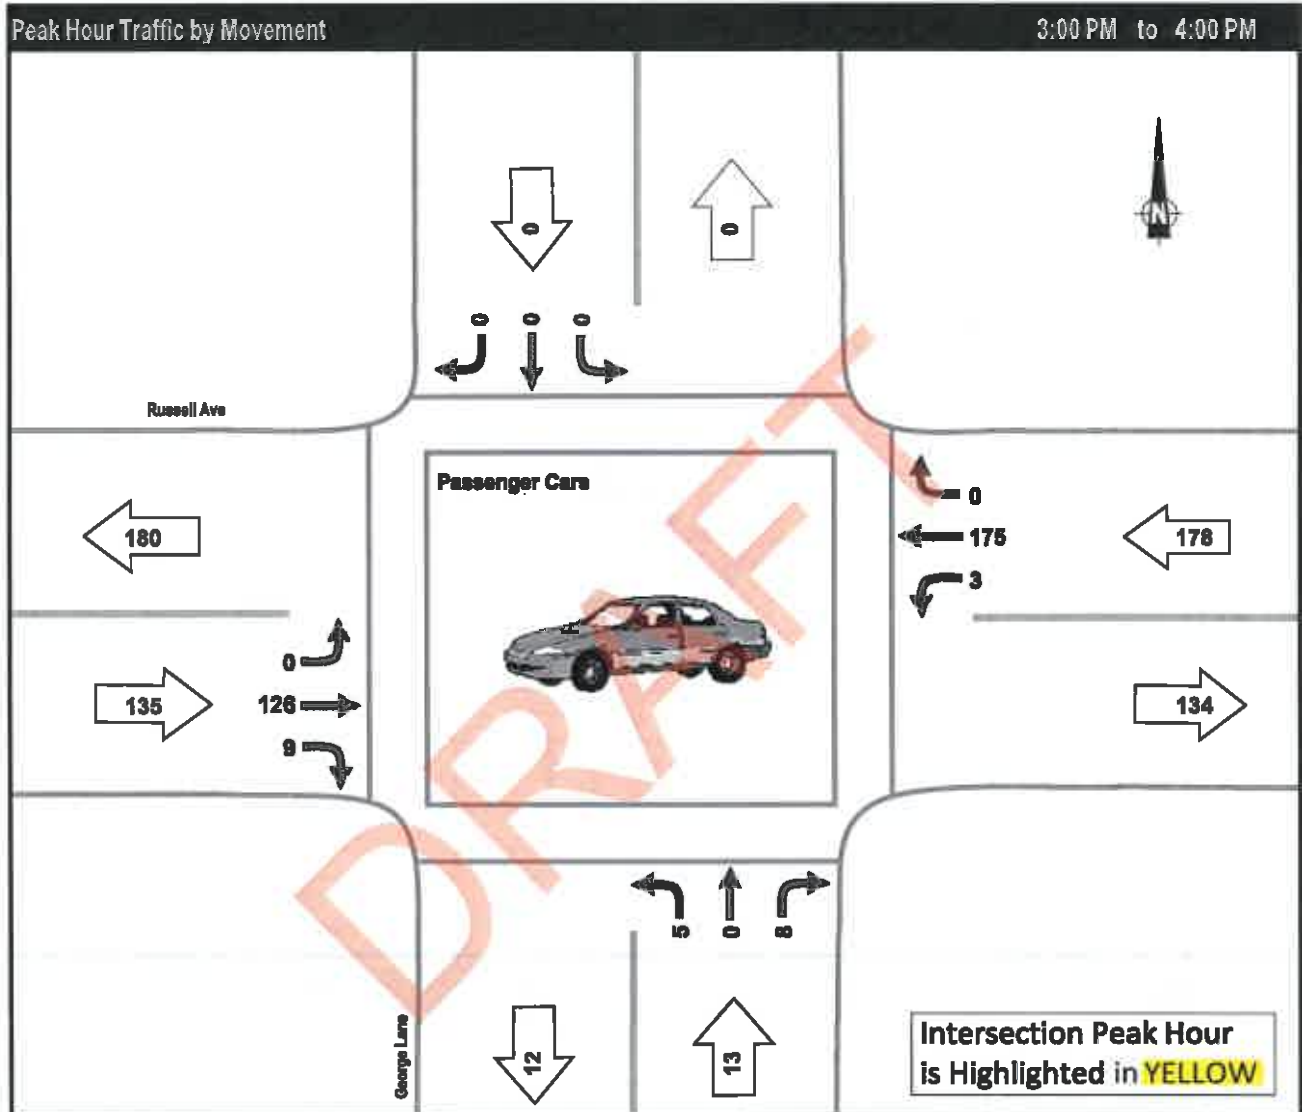 Peak Hour Traffic by Movement 3:00 PM to 4:00 PM
N
0 0
0 0 0
Russell Ave
Passenger Cars
0
180
175 178
3
0
135 126 134
9
DRAFT
5 0 8
George Lane
12 13
Intersection Peak Hour
is Highlighted in YELLOW